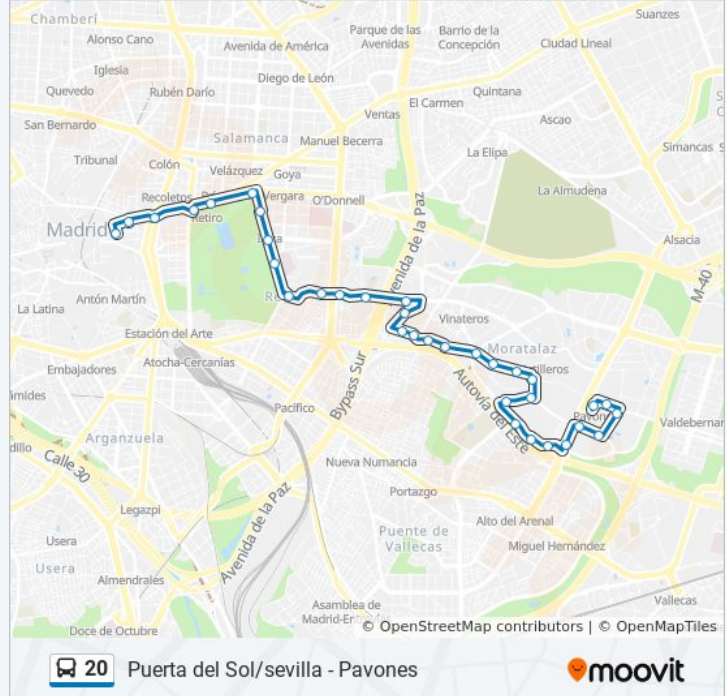 Chamberí
Alonso Cano
Parque de las
Avenidas
Barrio de la
Concepción
Suanzes
Avenida de América
Ciudad Lineal
Iglesia
Diego de León
Quevedo
Rubén Darío
Quintana
El Carmen
San Bernardo
Ventas
Ascao
Salamanca
Manuel Becerra
Simancas
Tribunal
Colón
Velázquez
Goya
La Elipa
Recoletos
Vergara
O'Donnell
La Almudena
Retiro
Madrid
Avenida de la Paz
Alsacia
M-40
La Latina
Antón Martín
Vinateros
Estación del Arte
Moratalaz
Atocha-Cercanías
Embajadores
Bypass Sur
Autovía del Este
Pacífico
Valdebernar
Arganzuela
Calle 30
Nueva Numancia
Portazgo
Legazpi
Avenida de la Paz
Alto del Arenal
Puente de
Vallecas
Miguel Hernández
Usera
Usera
Almendrales
Vallecas
Asamblea de
Doce de Octubre
© OpenStreetMap contributors | © OpenMapTiles
20 Puerta del Sol/sevilla - Pavones
moovit